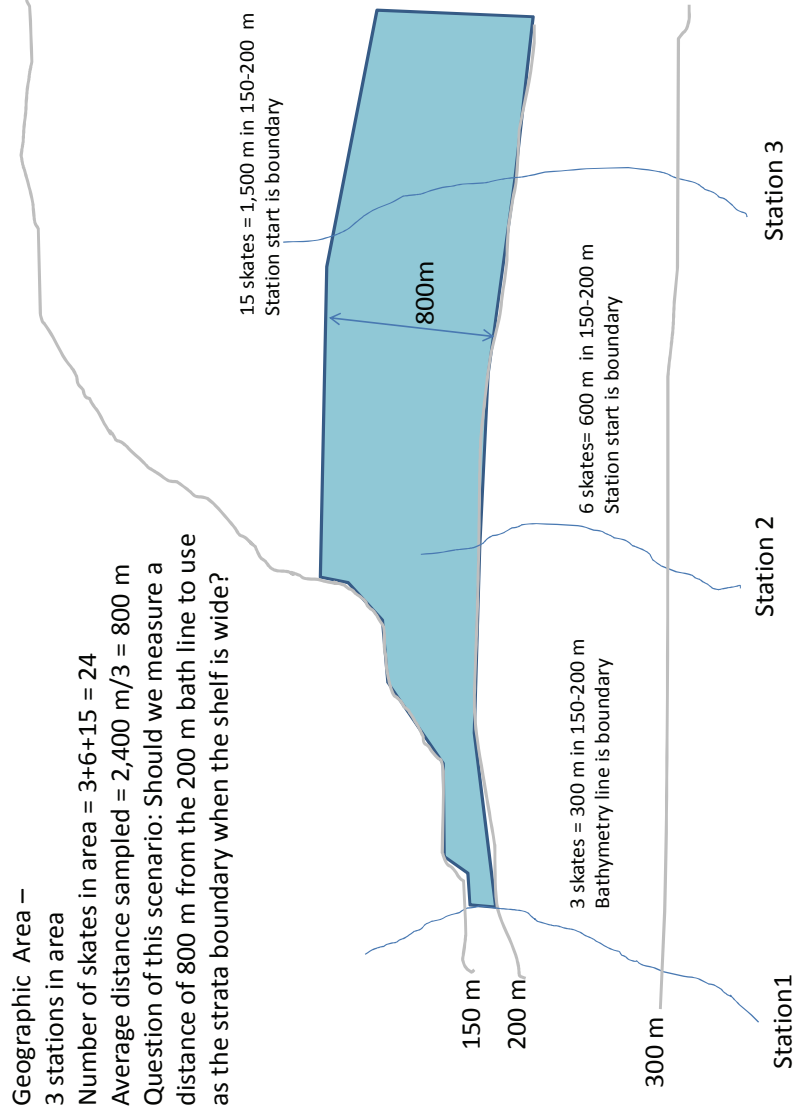 Geographic Area –
3 stations in area
Number of skates in area = 3+6+15 = 24
Average distance sampled = 2,400 m/3 = 800 m
Question of this scenario: Should we measure a
distance of 800 m from the 200 m bath line to use
as the strata boundary when the shelf is wide?
15 skates = 1,500 m in 150-200 m
Station start is boundary
800m
150 m
200 m
300 m
3 skates = 300 m in 150-200 m
Bathymetry line is boundary
6 skates= 600 m in 150-200 m
Station start is boundary
Station1
Station 2
Station 3